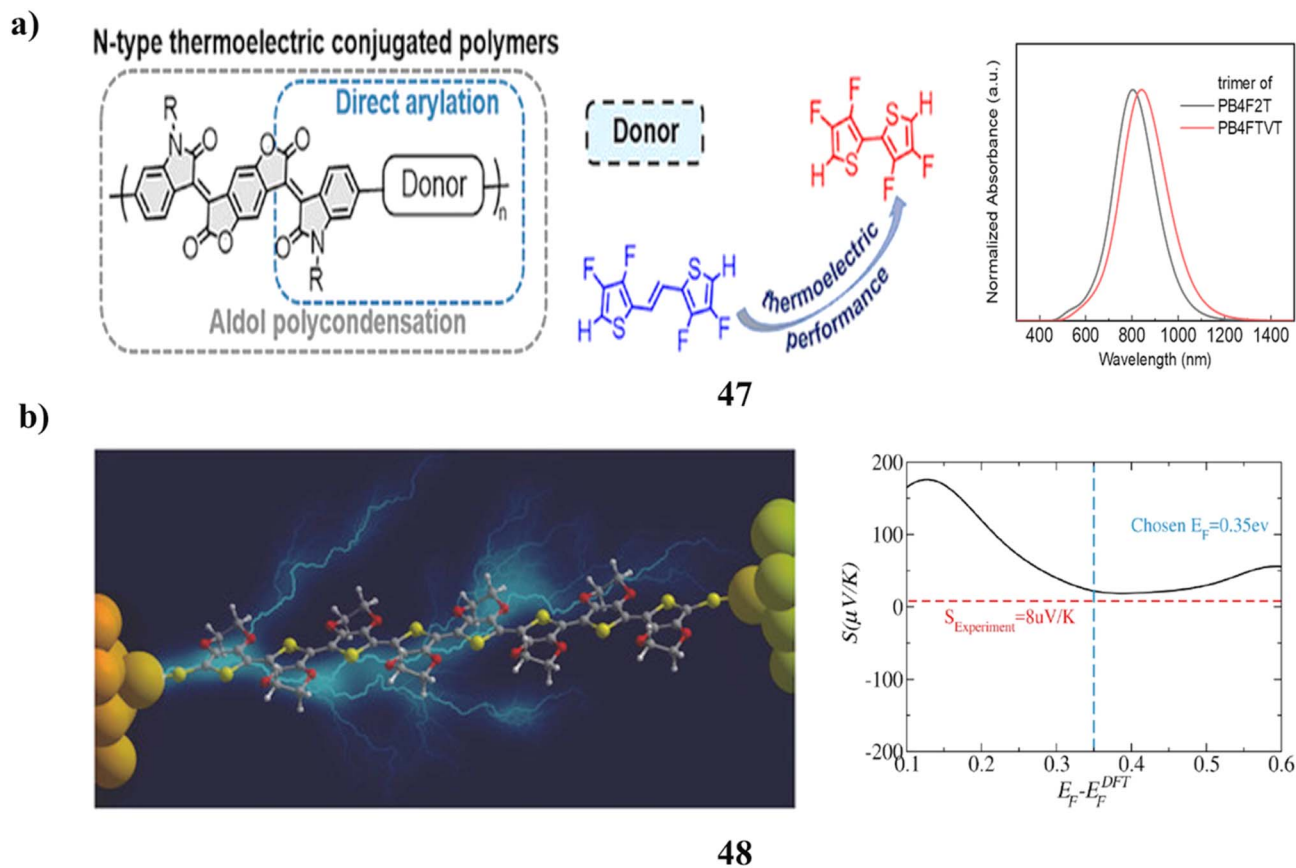 a)
N-type thermoelectric conjugated polymers
Direct arylation
R
N
O
O
O
Donor
n
O
O
O
N
R
Aldol polycondensation
Donor
F
F
S
H
H
S
F
F
F
F
S
H
H
S
F
F
thermoelectric
performance
Normalized Absorbance (a.u.)
trimer of
PB4F2T
PB4FTVT
400 600 800 1000 1200 1400
Wavelength (nm)
47
b)
200
100
0
-100
-200
S(μV/K)
Chosen E_F=0.35ev
S_Experiment=8uV/K
0.1 0.2 0.3 0.4 0.5 0.6
E_F-E_F^DFT
48